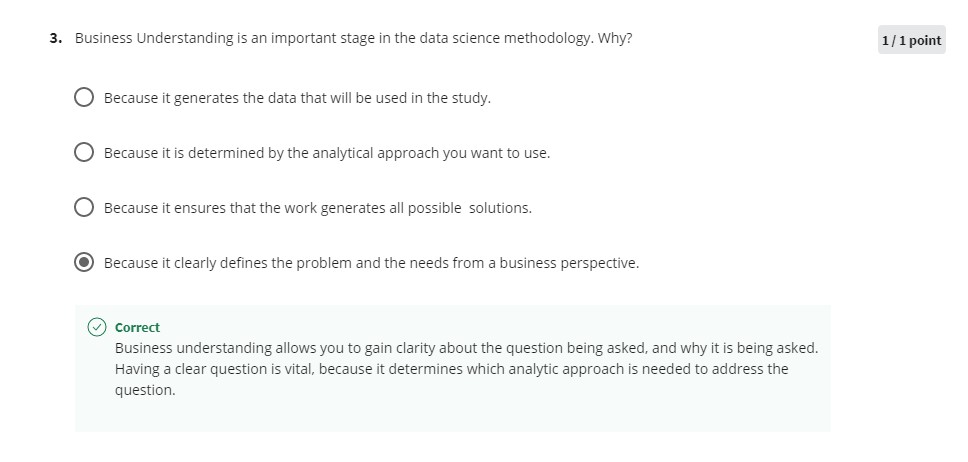 3. Business Understanding is an important stage in the data science methodology. Why?
1 / 1 point
Because it generates the data that will be used in the study.
Because it is determined by the analytical approach you want to use.
Because it ensures that the work generates all possible solutions.
Because it clearly defines the problem and the needs from a business perspective.
Correct
Business understanding allows you to gain clarity about the question being asked, and why it is being asked.
Having a clear question is vital, because it determines which analytic approach is needed to address the
question.